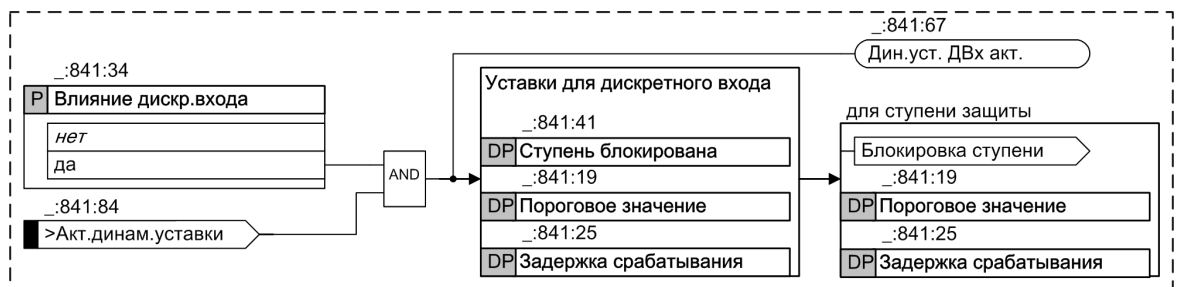 _:841:67
Дин.уст. ДВх акт.
_:841:34
P Влияние дискр.входа
нет
да
_:841:84
>Акт.динам.уставки
AND
Уставки для дискретного входа
_:841:41
DP Ступень блокирована
_:841:19
DP Пороговое значение
_:841:25
DP Задержка срабатывания
для ступени защиты
Блокировка ступени
_:841:19
DP Пороговое значение
_:841:25
DP Задержка срабатывания